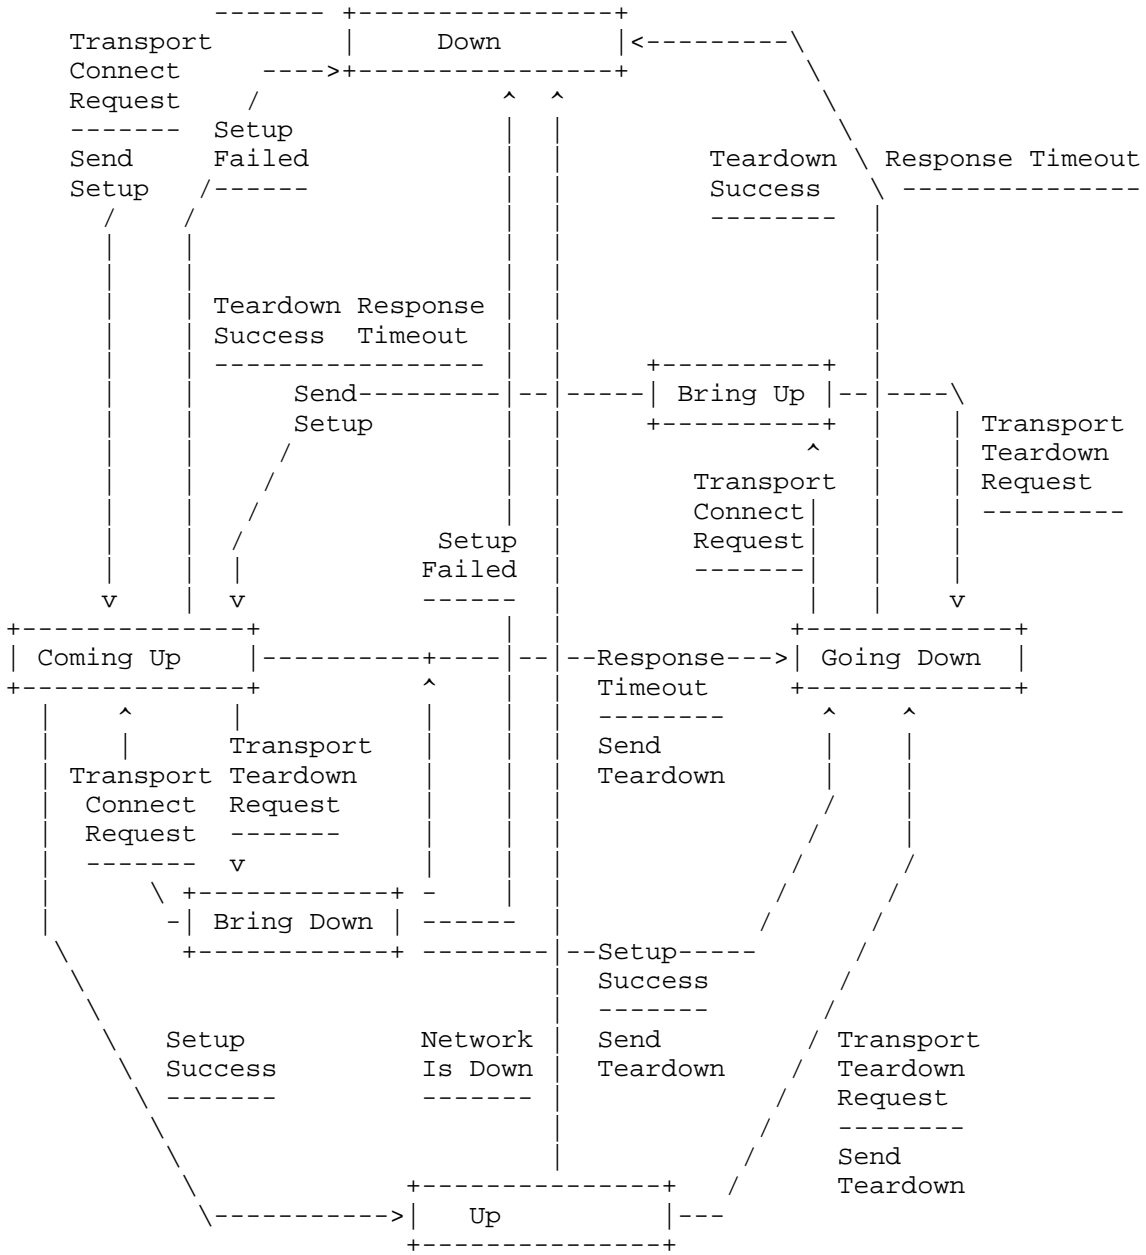 Down
Transport
Connect
Request
-------
Send
Setup
Setup
Failed
------
Teardown
Success
--------
Response Timeout
---------------
Teardown Response
Success Timeout
-----------------
Send
Setup
Bring Up
Transport
Teardown
Request
---------
Transport
Connect
Request
-------
Setup
Failed
------
Coming Up
Response
Timeout
--------
Send
Teardown
Going Down
Transport
Connect
Request
-------
Transport
Teardown
Request
-------
Bring Down
Setup
Success
-------
Send
Teardown
Setup
Success
-------
Network
Is Down
-------
Transport
Teardown
Request
--------
Send
Teardown
Up